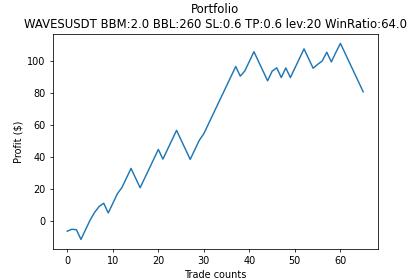 Portfolio
WAVESUSDT BBM:2.0 BBL:260 SL:0.6 TP:0.6 lev:20 WinRatio:64.0
100
80
60
40
20
0
Profit ($)
0 10 20 30 40 50 60
Trade counts